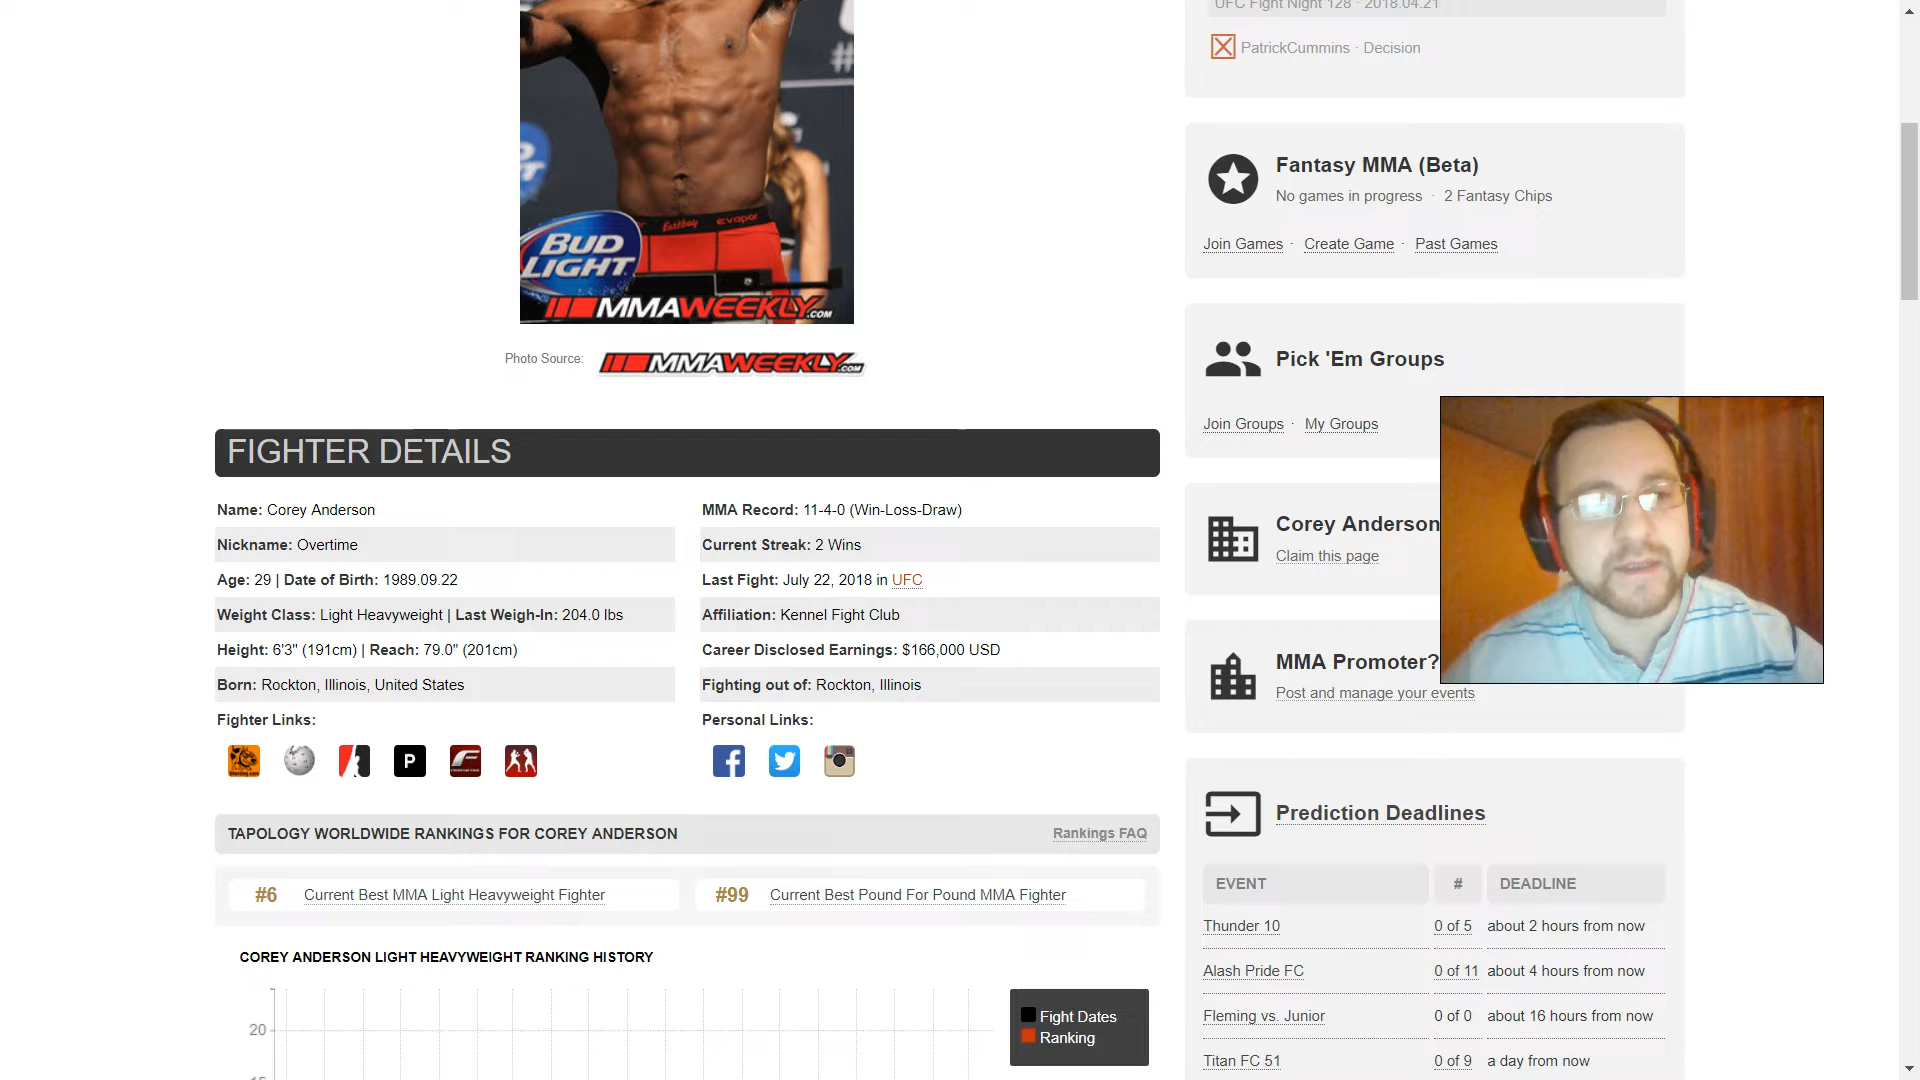 UFC Fight Night 128 · 2018.04.21
PatrickCummins · Decision
Fantasy MMA (Beta)
No games in progress · 2 Fantasy Chips
Join Games · Create Game · Past Games
Pick 'Em Groups
Join Groups · My Groups
Corey Anderson
Claim this page
MMA Promoter?
Post and manage your events
Prediction Deadlines
EVENT # DEADLINE
Thunder 10 0 of 5 about 2 hours from now
Alash Pride FC 0 of 11 about 4 hours from now
Fleming vs. Junior 0 of 0 about 16 hours from now
Titan FC 51 0 of 9 a day from now
#
Eastbay evapor
BUD
LIGHT
MMAWEEKLY.COM
Photo Source: MMAWEEKLY.COM
FIGHTER DETAILS
Name: Corey Anderson
Nickname: Overtime
Age: 29 | Date of Birth: 1989.09.22
Weight Class: Light Heavyweight | Last Weigh-In: 204.0 lbs
Height: 6'3" (191cm) | Reach: 79.0" (201cm)
Born: Rockton, Illinois, United States
Fighter Links:
P
F
MMA Record: 11-4-0 (Win-Loss-Draw)
Current Streak: 2 Wins
Last Fight: July 22, 2018 in UFC
Affiliation: Kennel Fight Club
Career Disclosed Earnings: $166,000 USD
Fighting out of: Rockton, Illinois
Personal Links:
TAPOLOGY WORLDWIDE RANKINGS FOR COREY ANDERSON Rankings FAQ
#6 Current Best MMA Light Heavyweight Fighter
#99 Current Best Pound For Pound MMA Fighter
COREY ANDERSON LIGHT HEAVYWEIGHT RANKING HISTORY
20
15
Fight Dates
Ranking